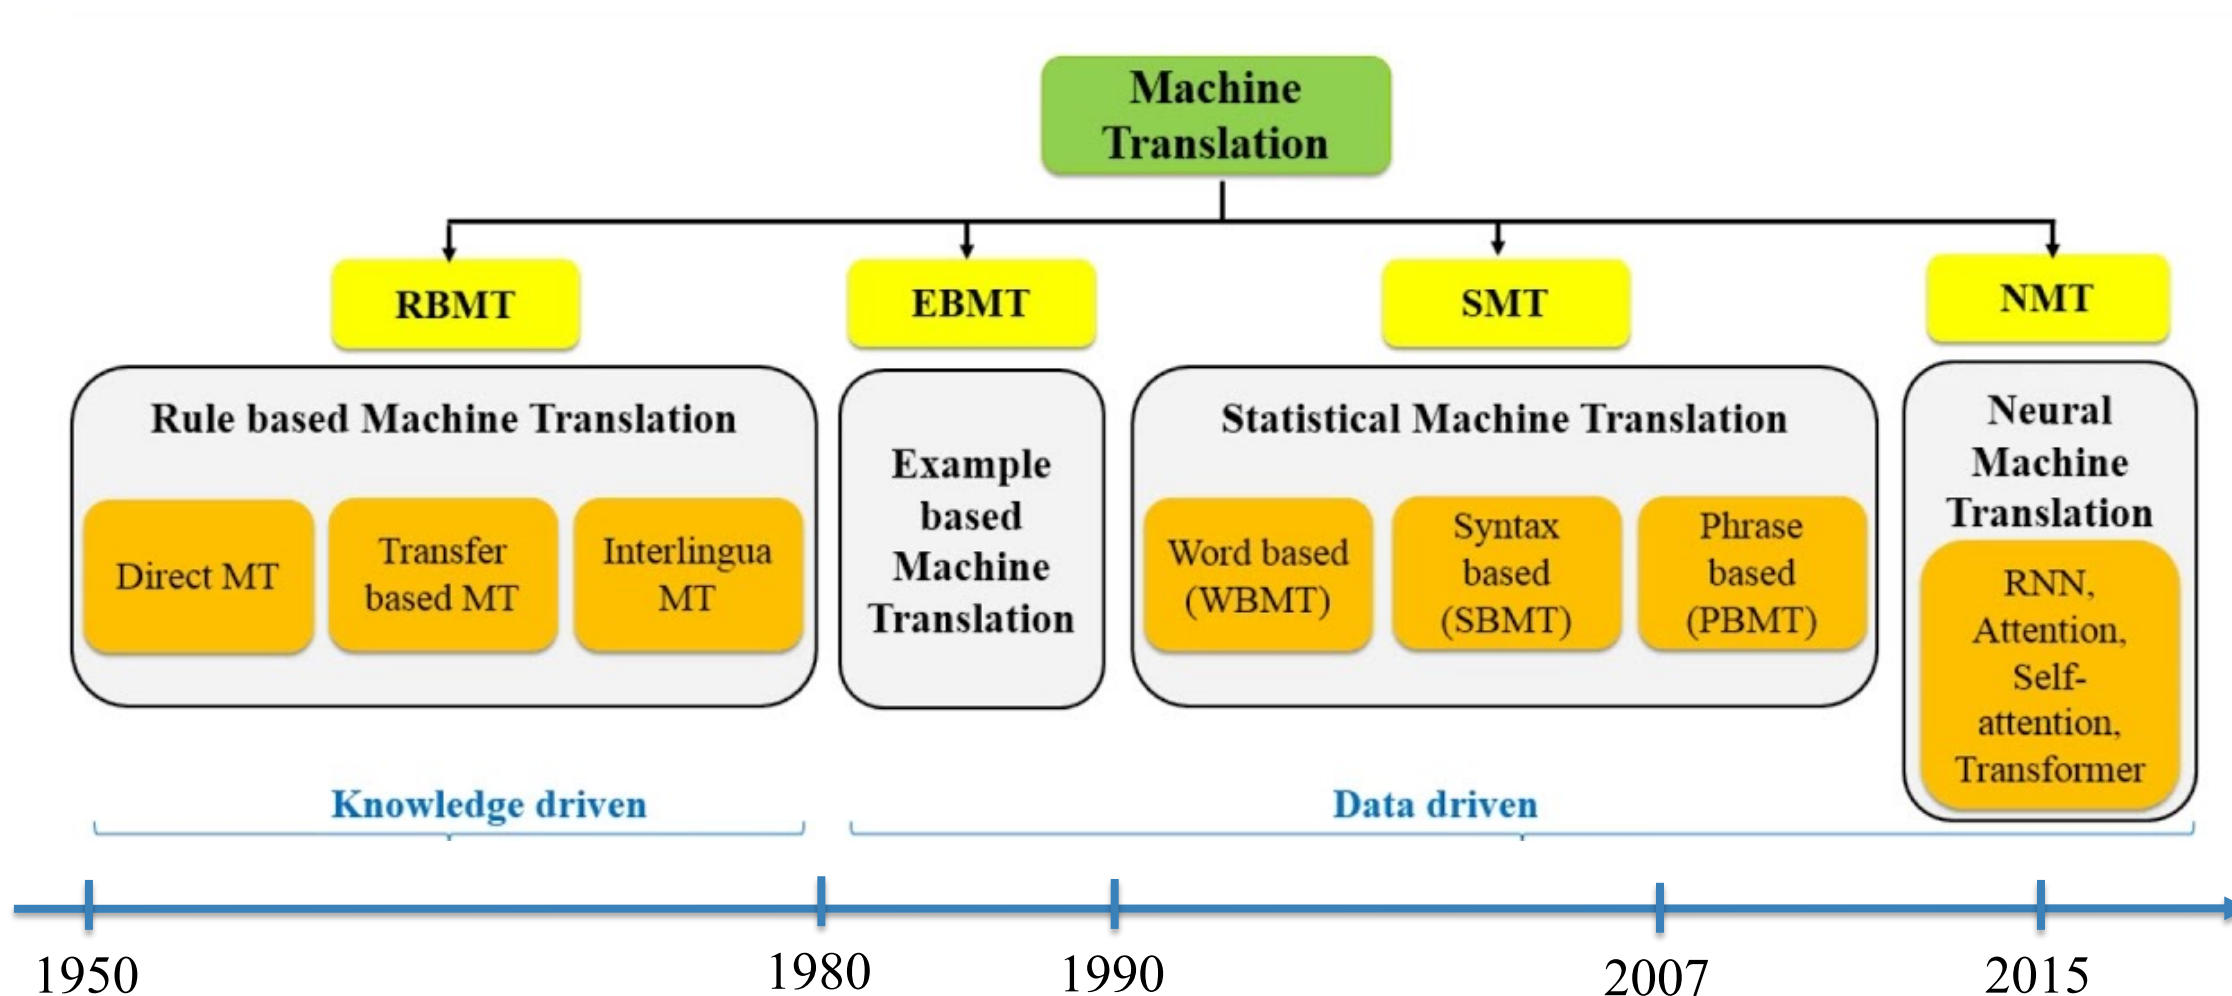 Machine
Translation
RBMT
EBMT
SMT
NMT
Rule based Machine Translation
Direct MT
Transfer
based MT
Interlingua
MT
Example
based
Machine
Translation
Statistical Machine Translation
Word based
(WBMT)
Syntax
based
(SBMT)
Phrase
based
(PBMT)
Neural
Machine
Translation
RNN,
Attention,
Self-
attention,
Transformer
Knowledge driven
Data driven
1950
1980
1990
2007
2015